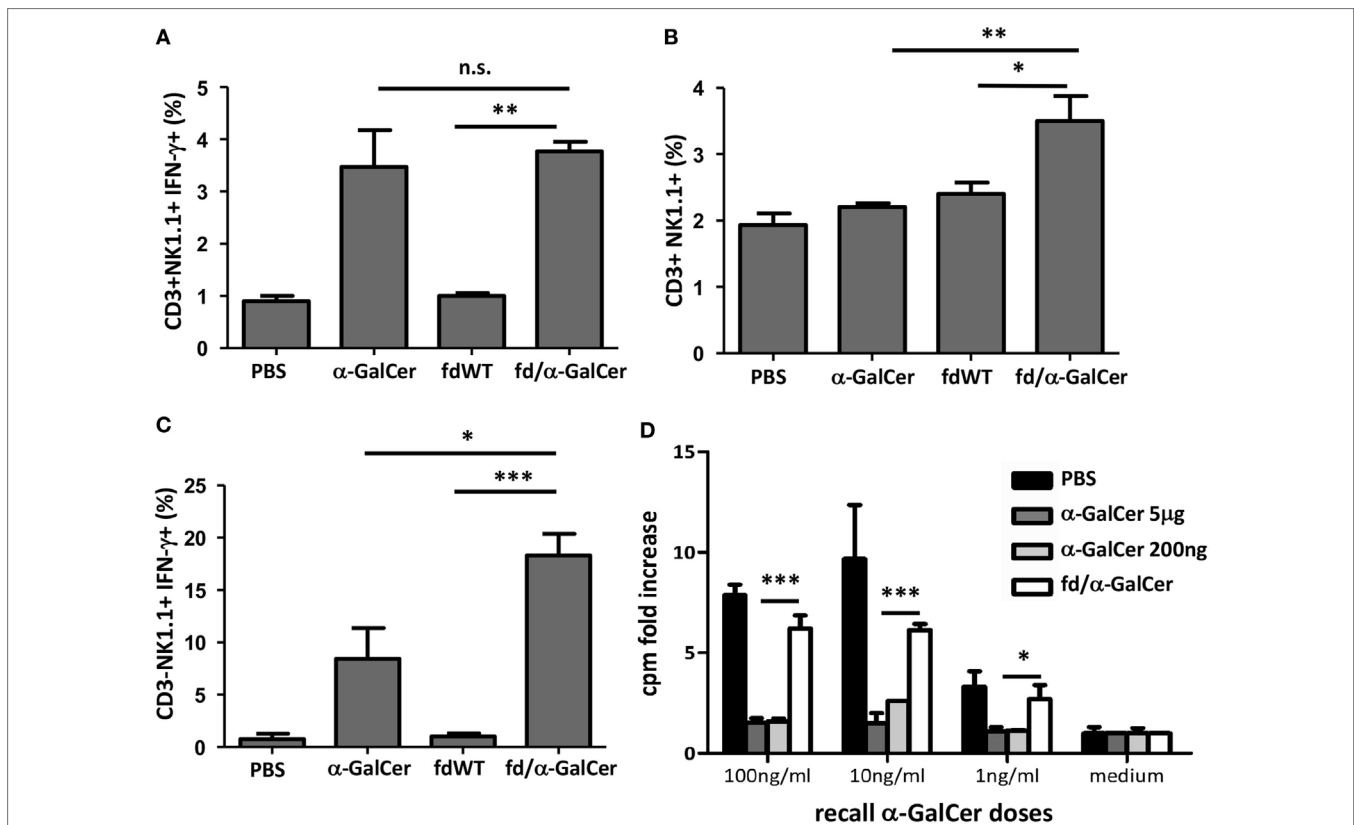 A
n.s.
**
CD3+NK1.1+ IFN-γ+ (%)
5
4
3
2
1
0
PBS
α-GalCer
fdWT
fd/α-GalCer
B
**
*
CD3+ NK1.1+ (%)
4
3
2
1
0
PBS
α-GalCer
fdWT
fd/α-GalCer
C
*
***
CD3-NK1.1+ IFN-γ+ (%)
25
20
15
10
5
0
PBS
α-GalCer
fdWT
fd/α-GalCer
D
cpm fold increase
15
10
5
0
PBS
α-GalCer 5μg
α-GalCer 200ng
fd/α-GalCer
***
***
*
100ng/ml
10ng/ml
1ng/ml
medium
recall α-GalCer doses